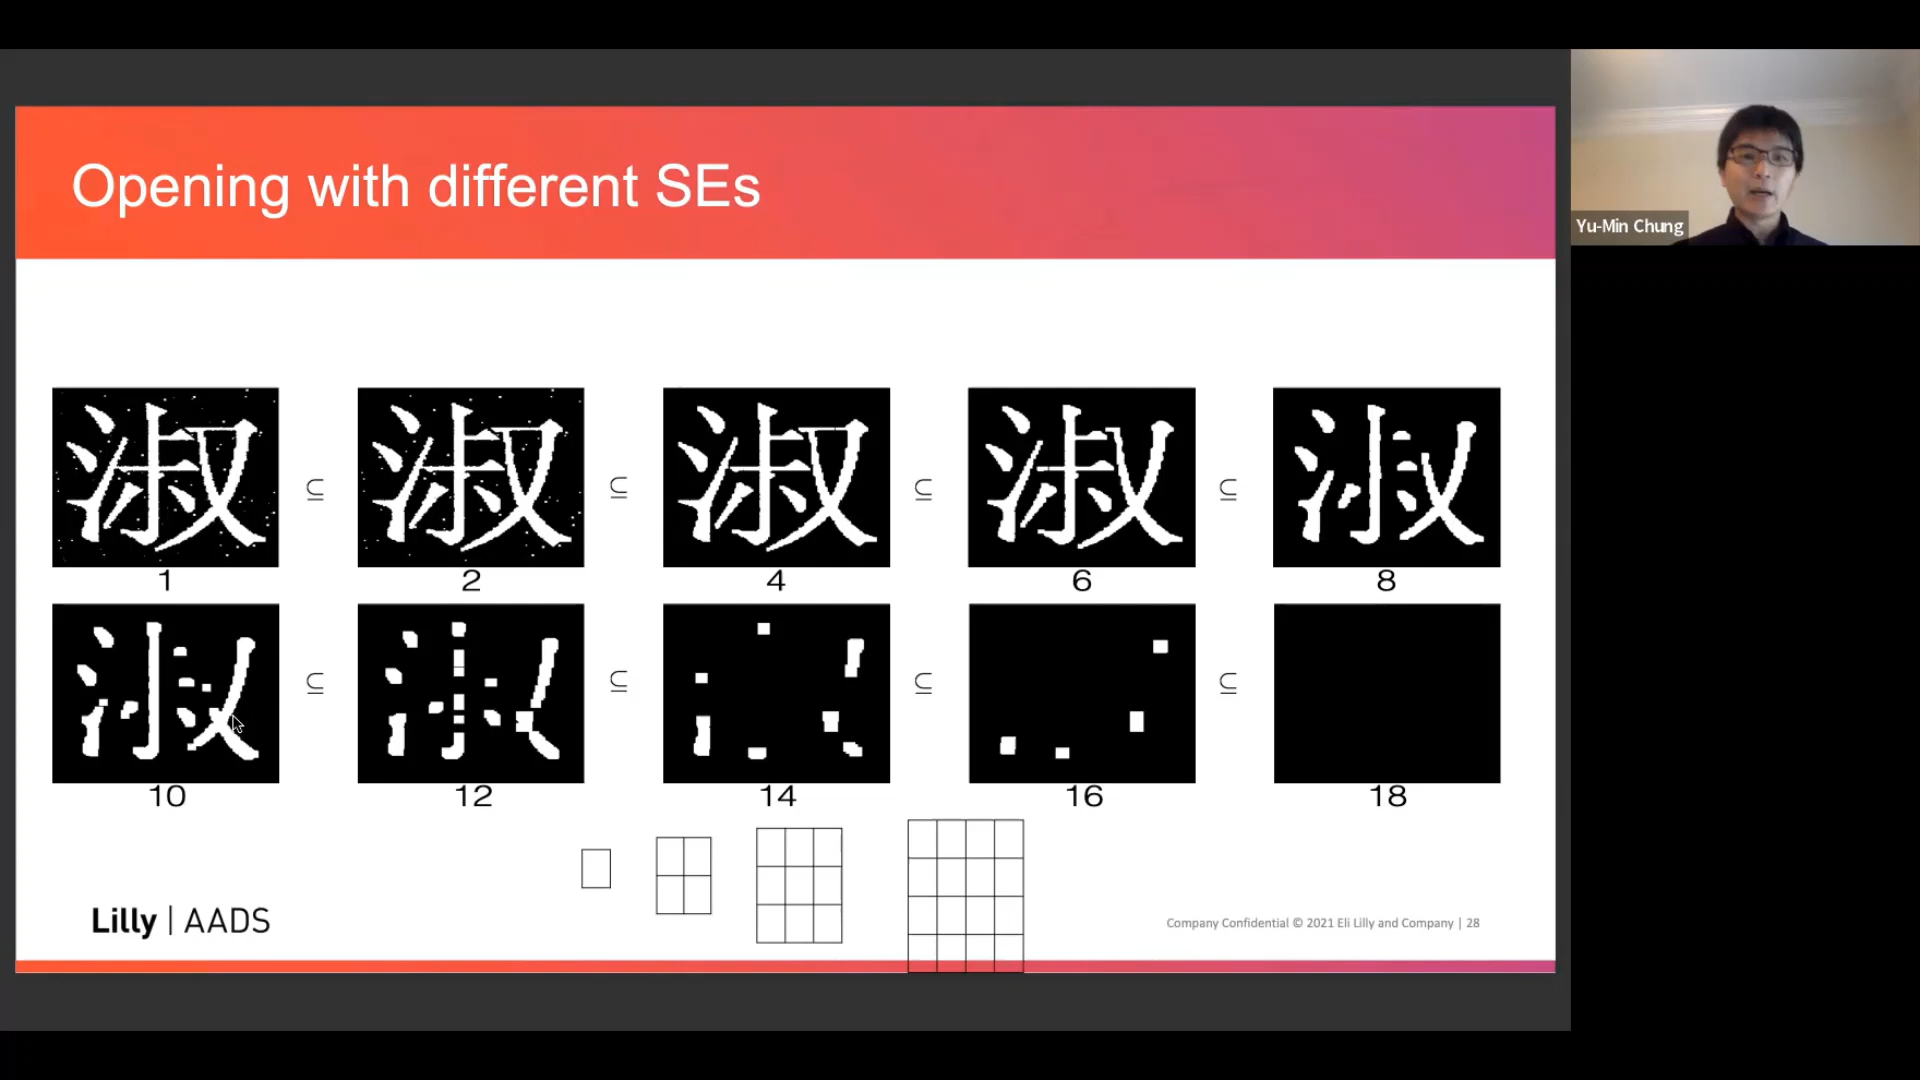 Opening with different SEs
Yu-Min Chung
淑 ⊆ 淑 ⊆ 淑 ⊆ 淑 ⊆ 淑
1 2 4 6 8
⊆ ⊆ ⊆ ⊆
10 12 14 16 18
Lilly | AADS
Company Confidential © 2021 Eli Lilly and Company | 28